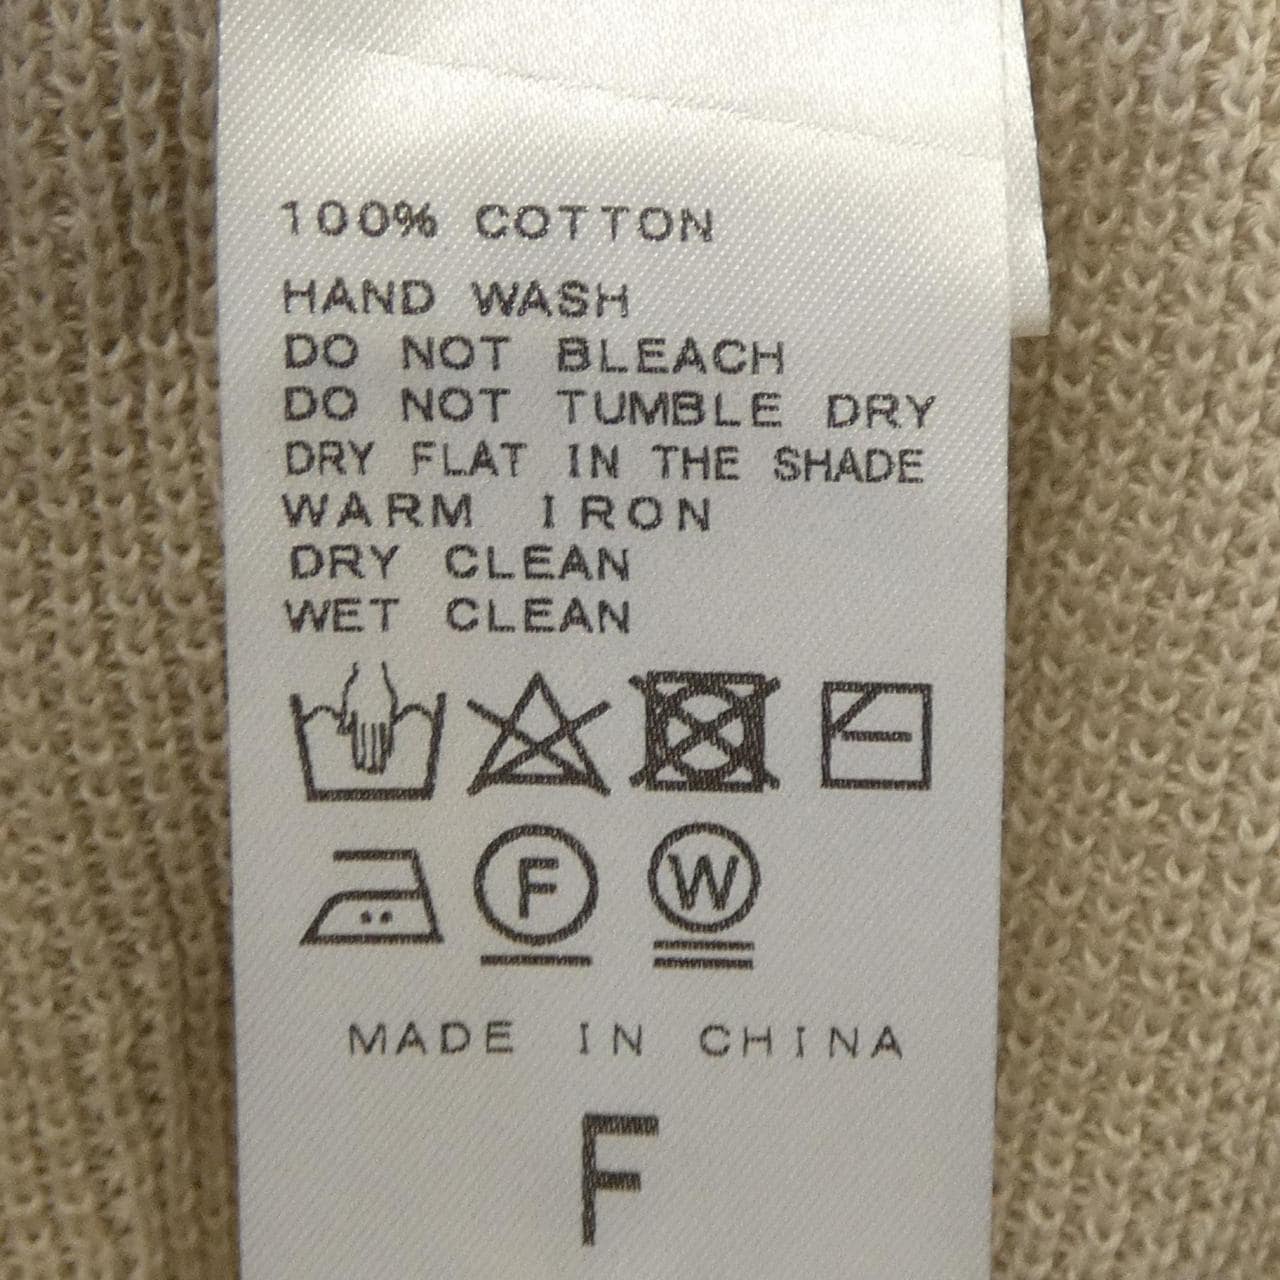 100% COTTON
HAND WASH
DO NOT BLEACH
DO NOT TUMBLE DRY
DRY FLAT IN THE SHADE
WARM IRON
DRY CLEAN
WET CLEAN
F W
MADE IN CHINA
F